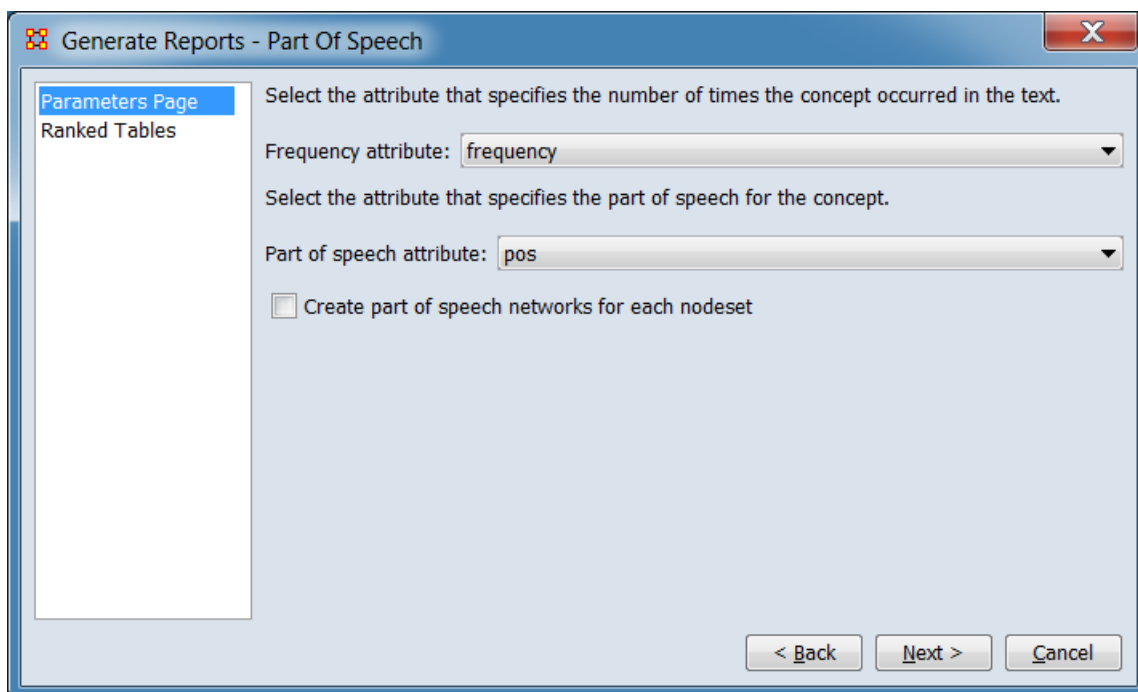 Generate Reports - Part Of Speech
Parameters Page
Ranked Tables
Select the attribute that specifies the number of times the concept occurred in the text.
Frequency attribute: frequency
Select the attribute that specifies the part of speech for the concept.
Part of speech attribute: pos
Create part of speech networks for each nodeset
< Back Next > Cancel